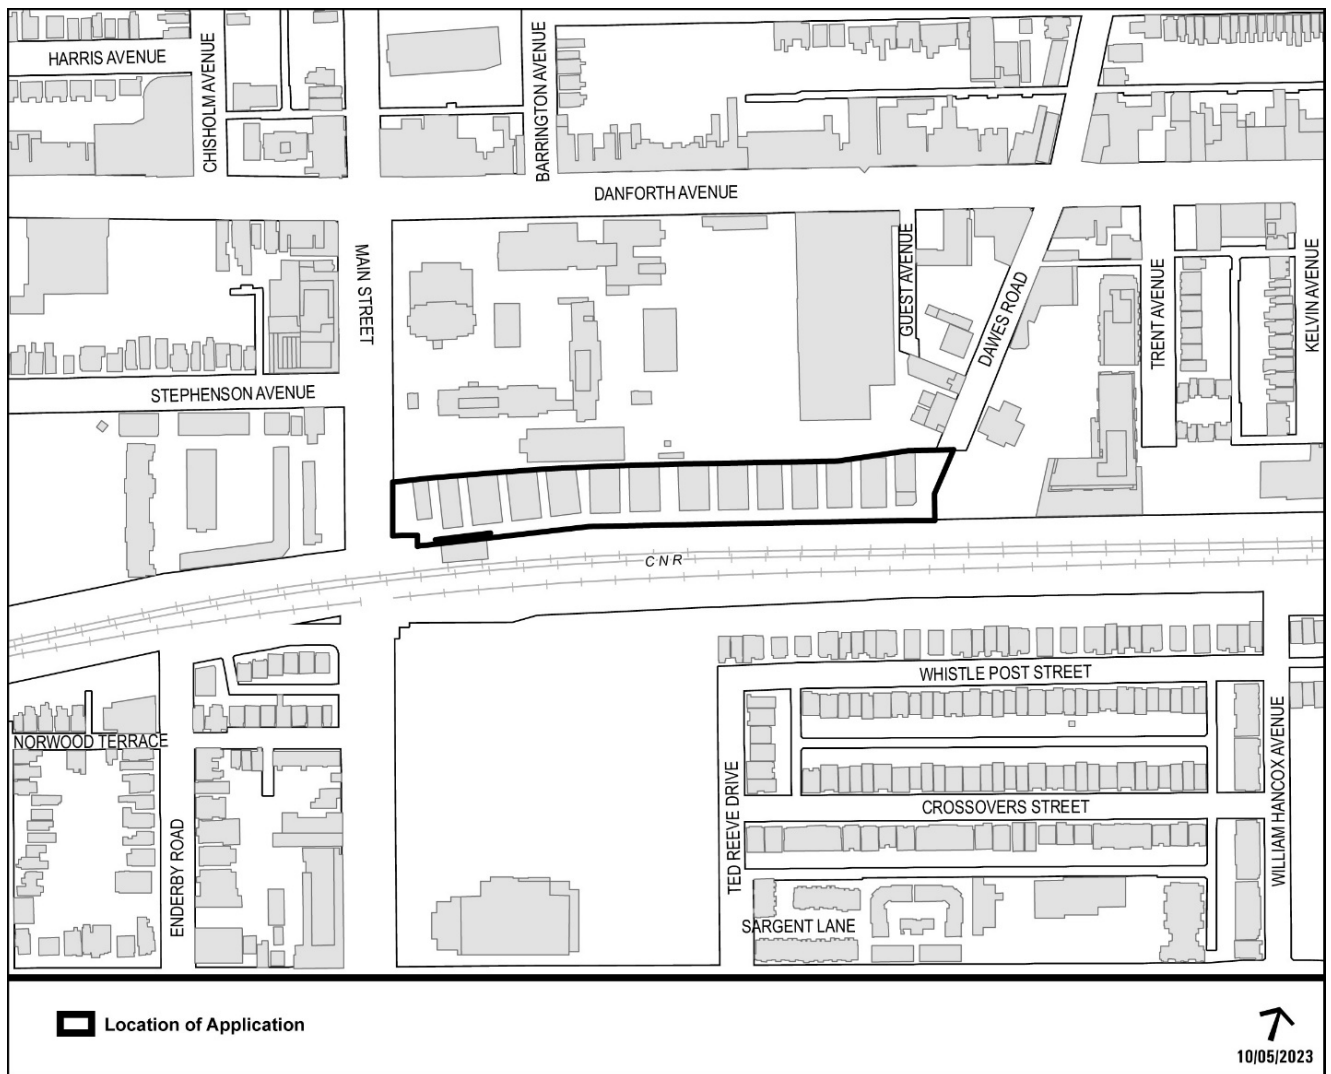 HARRIS AVENUE
CHISHOLM AVENUE
BARRINGTON AVENUE
DANFORTH AVENUE
MAIN STREET
GUEST AVENUE
DAWES ROAD
TRENT AVENUE
KELVIN AVENUE
STEPHENSON AVENUE
C N R
WHISTLE POST STREET
NORWOOD TERRACE
TED REEVE DRIVE
CROSSOVERS STREET
WILLIAM HANCOX AVENUE
ENDERBY ROAD
SARGENT LANE
Location of Application
10/05/2023